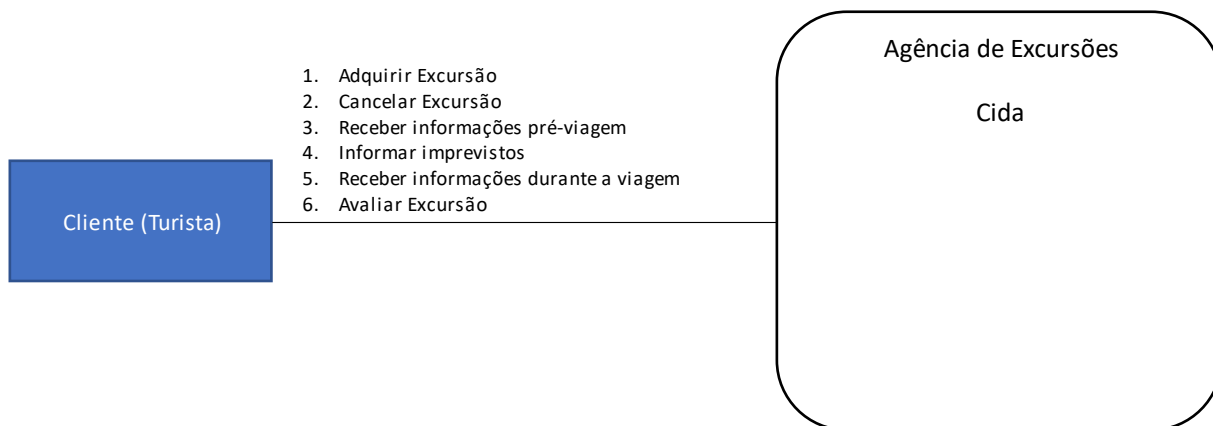 Agência de Excursões
Cida
1. Adquirir Excursão
2. Cancelar Excursão
3. Receber informações pré-viagem
4. Informar imprevistos
5. Receber informações durante a viagem
6. Avaliar Excursão
Cliente (Turista)